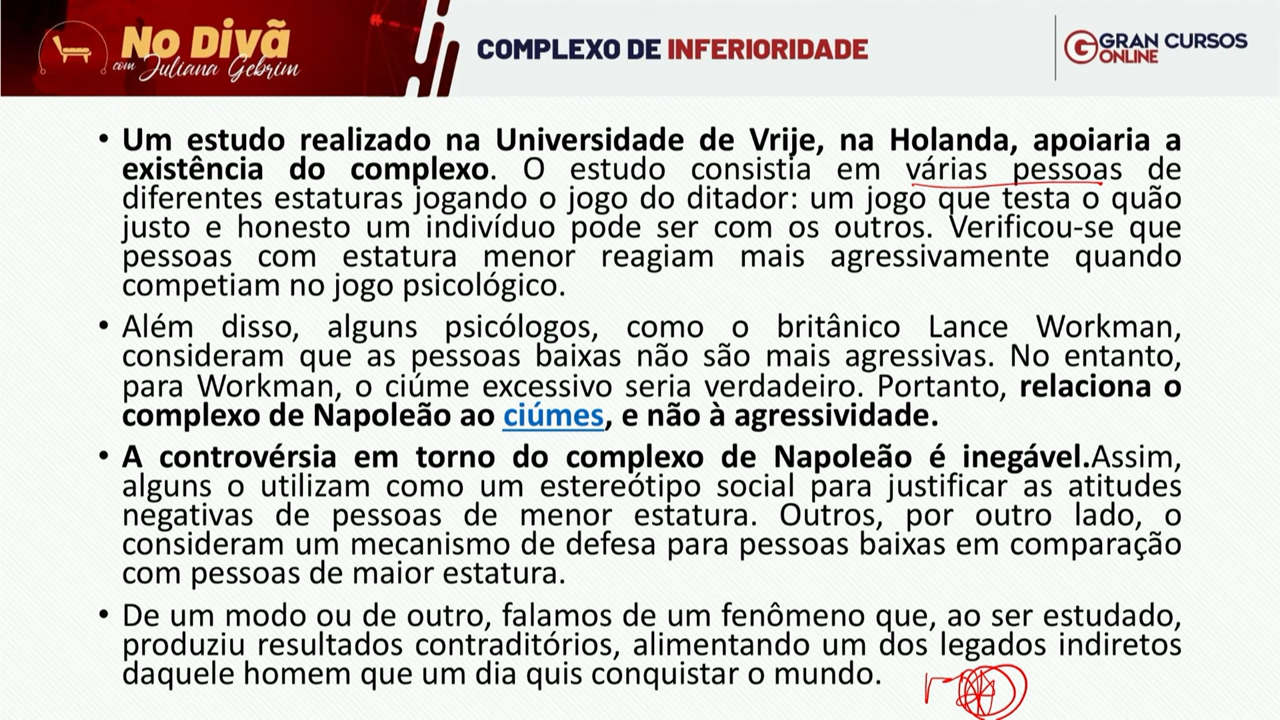 No Divã
com Juliana Gebrim
COMPLEXO DE INFERIORIDADE
GRAN CURSOS
ONLINE
• Um estudo realizado na Universidade de Vrije, na Holanda, apoiaria a
existência do complexo. O estudo consistia em várias pessoas de
diferentes estaturas jogando o jogo do ditador: um jogo que testa o quão
justo e honesto um indivíduo pode ser com os outros. Verificou-se que
pessoas com estatura menor reagiam mais agressivamente quando
competiam no jogo psicológico.
• Além disso, alguns psicólogos, como o britânico Lance Workman,
consideram que as pessoas baixas não são mais agressivas. No entanto,
para Workman, o ciúme excessivo seria verdadeiro. Portanto, relaciona o
complexo de Napoleão ao ciúmes, e não à agressividade.
• A controvérsia em torno do complexo de Napoleão é inegável.Assim,
alguns o utilizam como um estereótipo social para justificar as atitudes
negativas de pessoas de menor estatura. Outros, por outro lado, o
consideram um mecanismo de defesa para pessoas baixas em comparação
com pessoas de maior estatura.
• De um modo ou de outro, falamos de um fenômeno que, ao ser estudado,
produziu resultados contraditórios, alimentando um dos legados indiretos
daquele homem que um dia quis conquistar o mundo.